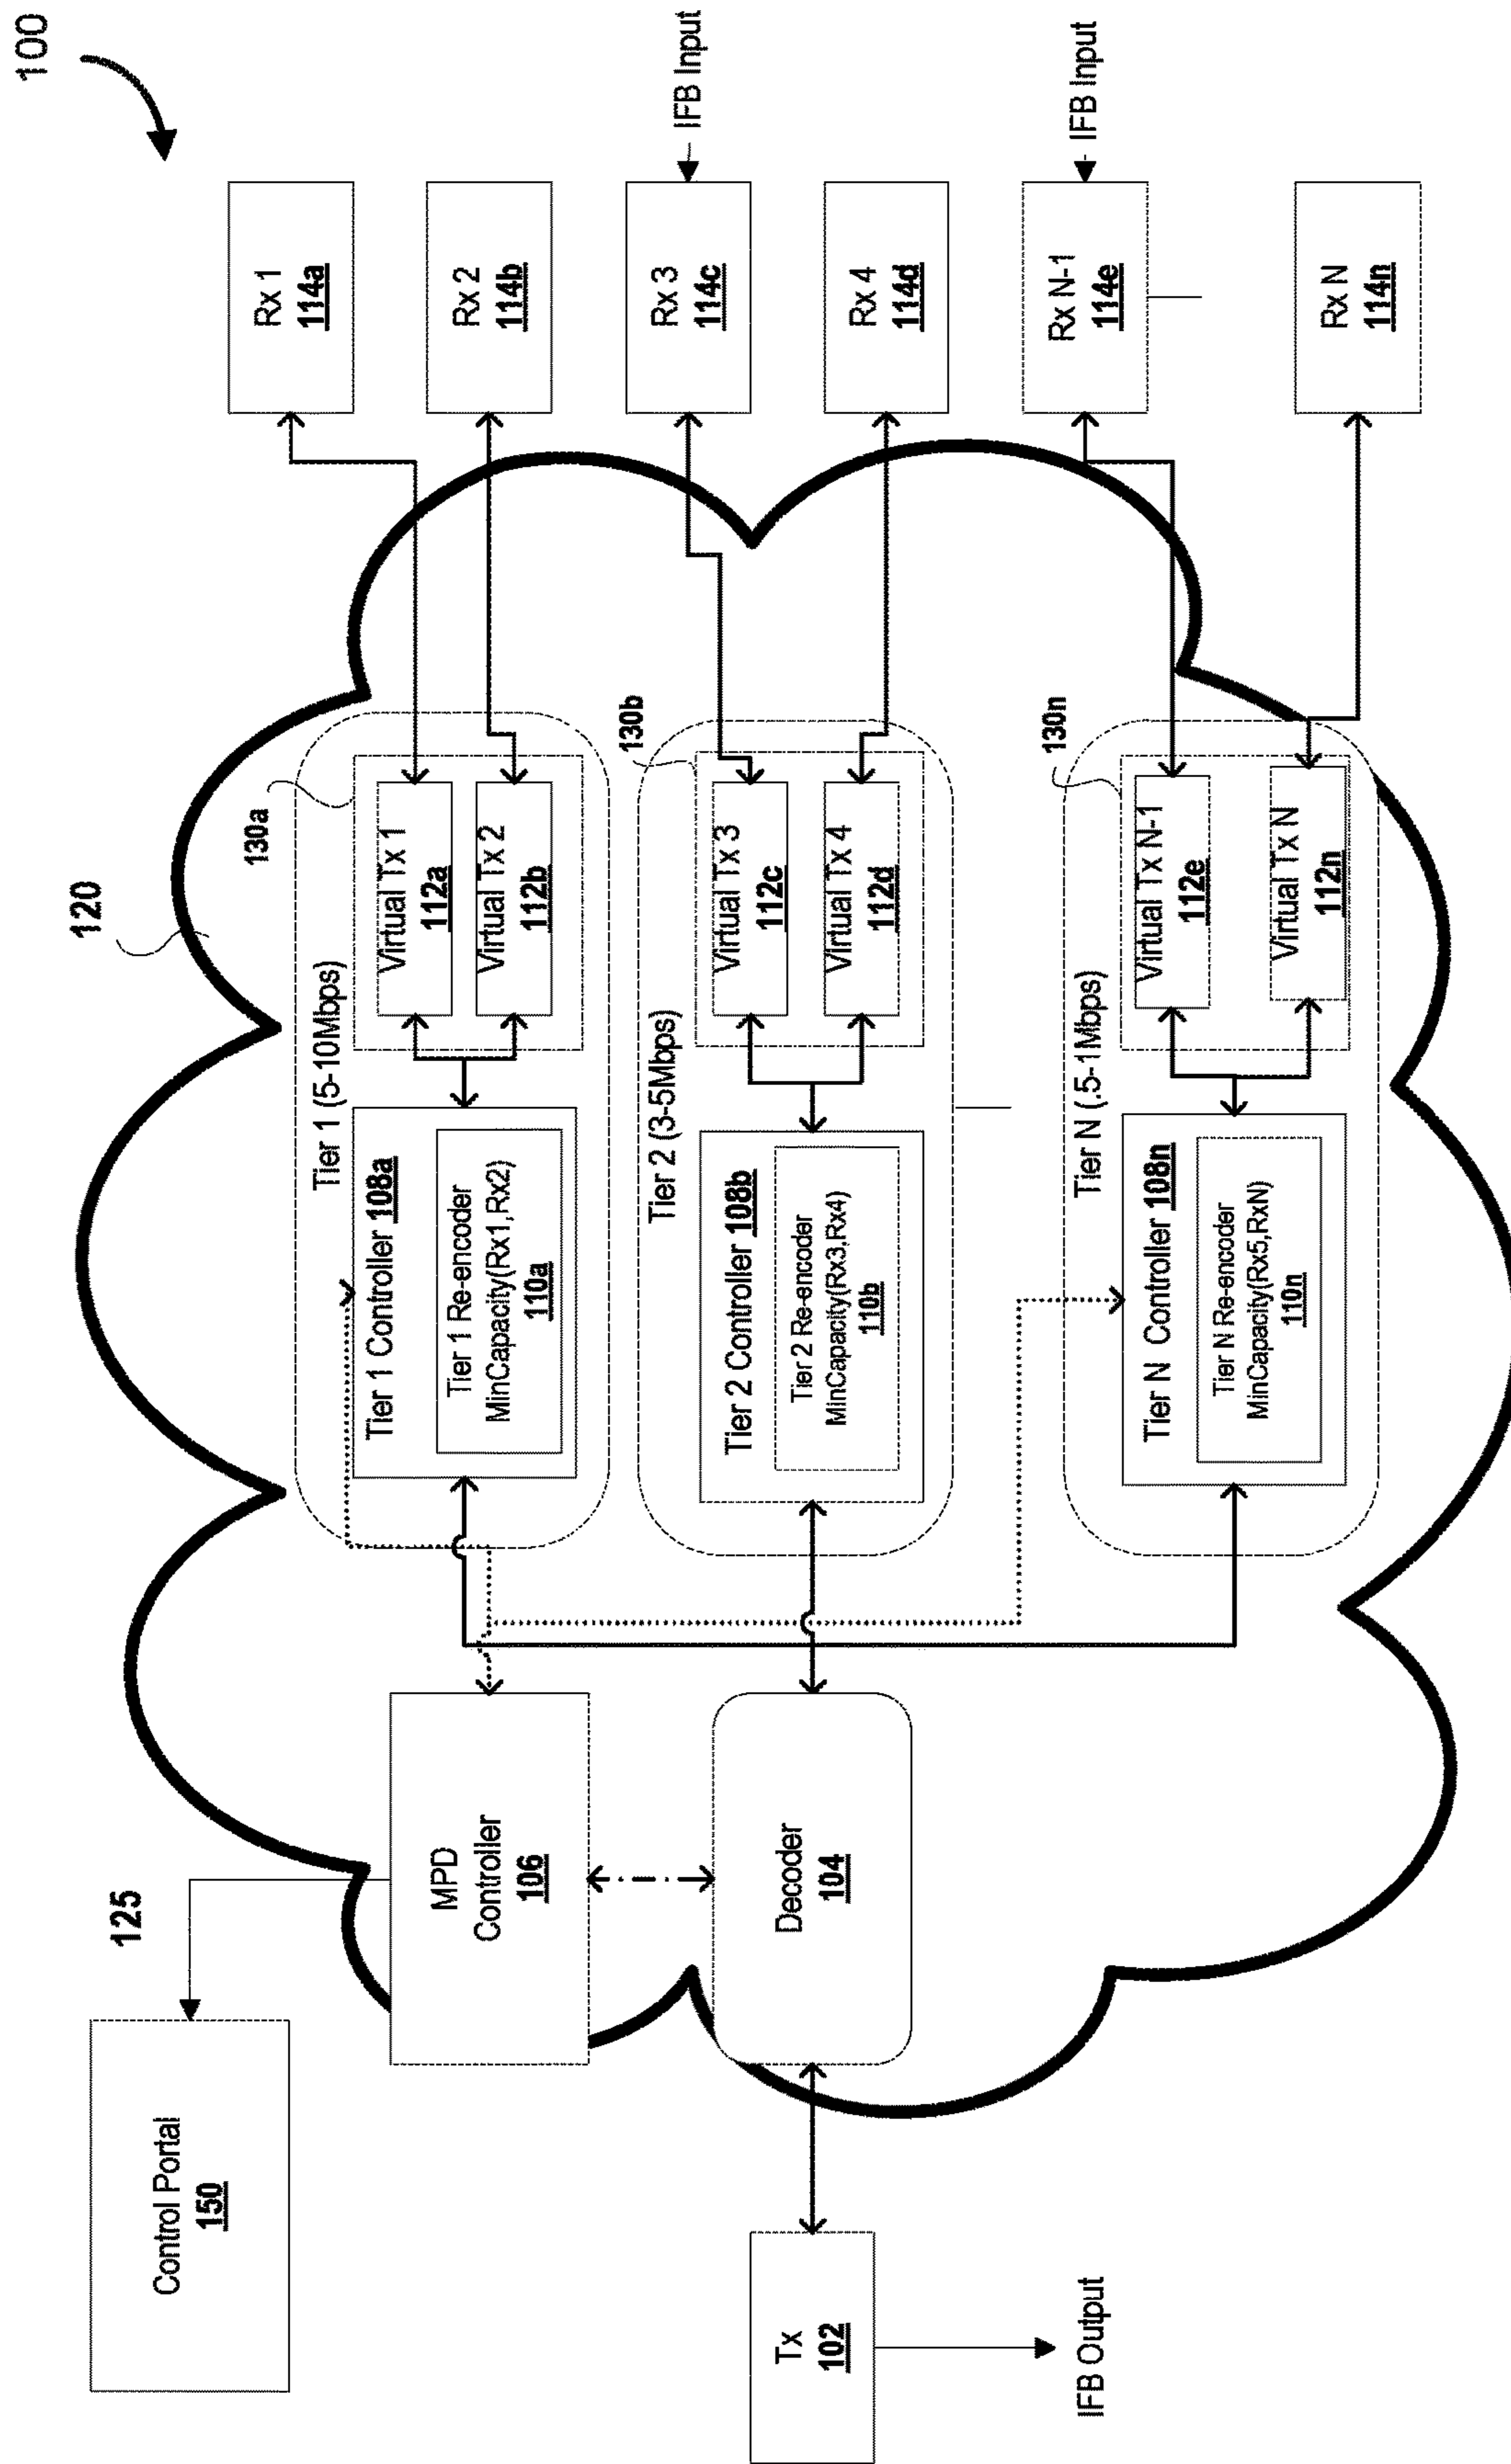 100
Control Portal
150
125
MPD
Controller
106
Decoder
104
Tx
102
IFB Output
120
Tier 1 (5-10Mbps)
Tier 1 Controller 108a
Tier 1 Re-encoder
MinCapacity(Rx1,Rx2)
110a
130a
Virtual Tx 1
112a
Virtual Tx 2
112b
Tier 2 (3-5Mbps)
Tier 2 Controller 108b
Tier 2 Re-encoder
MinCapacity(Rx3,Rx4)
110b
130b
Virtual Tx 3
112c
Virtual Tx 4
112d
Tier N (.5-1Mbps)
Tier N Controller 108n
Tier N Re-encoder
MinCapacity(Rx5,RxN)
110n
130n
Virtual Tx N-1
112e
Virtual Tx N
112n
Rx 1
114a
Rx 2
114b
Rx 3
114c
IFB Input
Rx 4
114d
Rx N-1
114e
IFB Input
Rx N
114n